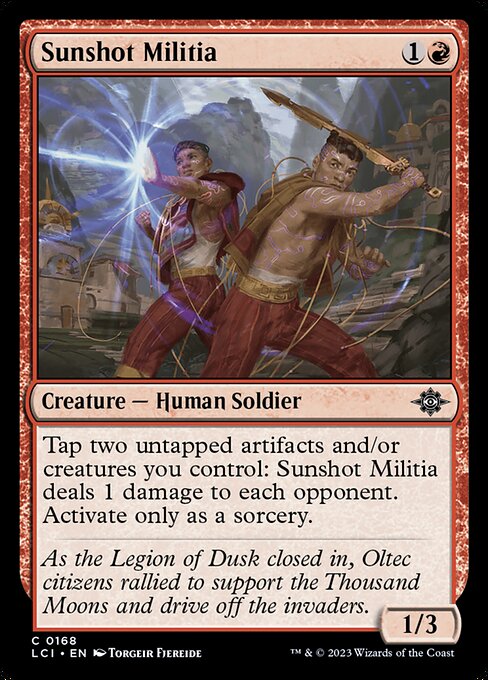 Sunshot Militia 1
Creature — Human Soldier
Tap two untapped artifacts and/or
creatures you control: Sunshot Militia
deals 1 damage to each opponent.
Activate only as a sorcery.
As the Legion of Dusk closed in, Oltec
citizens rallied to support the Thousand
Moons and drive off the invaders.
1/3
C 0168
LCI • EN Torgeir Fjereide
™ & © 2023 Wizards of the Coast